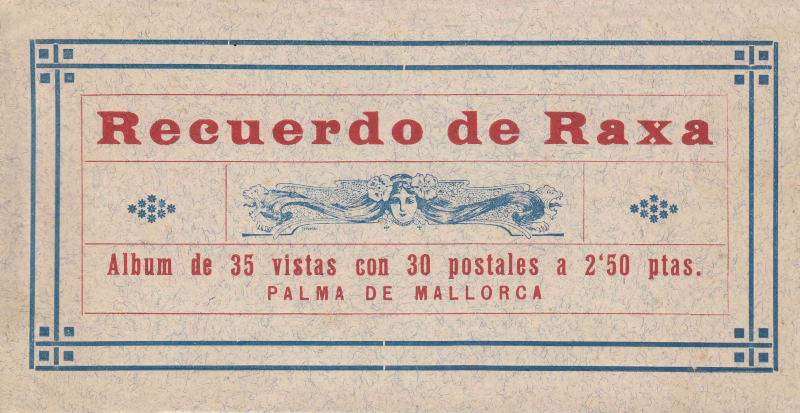 Recuerdo de Raxa
Album de 35 vistas con 30 postales a 2'50 ptas.
PALMA DE MALLORCA